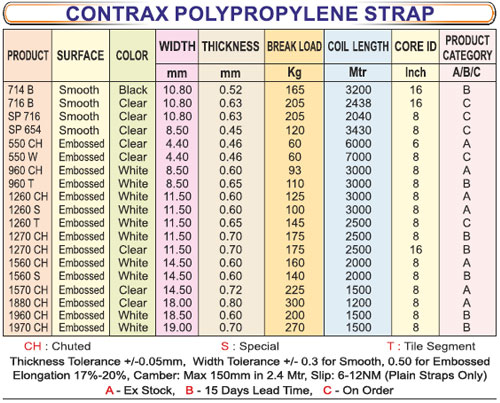 CONTRAX POLYPROPYLENE STRAP
PRODUCT SURFACE COLOR WIDTH THICKNESS BREAK LOAD COIL LENGTH CORE ID PRODUCT CATEGORY
mm mm Kg Mtr Inch A/B/C
714 B Smooth Black 10.80 0.52 165 3200 16 B
716 B Smooth Clear 10.80 0.63 205 2438 16 C
SP 716 Smooth Clear 10.80 0.63 205 2040 8 C
SP 654 Smooth Clear 8.50 0.45 120 3430 8 C
550 CH Embossed Clear 4.40 0.46 60 6000 6 A
550 W Embossed Clear 4.40 0.46 60 7000 8 C
960 CH Embossed White 8.50 0.60 93 3000 8 A
960 T Embossed White 8.50 0.65 110 3000 8 B
1260 CH Embossed White 11.50 0.60 125 3000 8 A
1260 S Embossed White 11.50 0.60 100 3000 8 A
1260 T Embossed Clear 11.50 0.65 145 2500 8 C
1270 CH Embossed White 11.50 0.70 175 2500 8 B
1270 CH Embossed Clear 11.50 0.70 175 2500 16 B
1560 CH Embossed White 14.50 0.60 160 2000 8 A
1560 S Embossed White 14.50 0.60 140 2000 8 B
1570 CH Embossed Clear 14.50 0.72 225 1500 8 A
1880 CH Embossed Clear 18.00 0.80 300 1200 8 A
1960 CH Embossed White 18.50 0.60 200 1500 8 B
1970 CH Embossed White 19.00 0.70 270 1500 8 B
CH : Chuted S : Special T : Tile Segment
Thickness Tolerance +/-0.05mm, Width Tolerance +/- 0.3 for Smooth, 0.50 for Embossed
Elongation 17%-20%, Camber: Max 150mm in 2.4 Mtr, Slip: 6-12NM (Plain Straps Only)
A - Ex Stock, B - 15 Days Lead Time, C - On Order